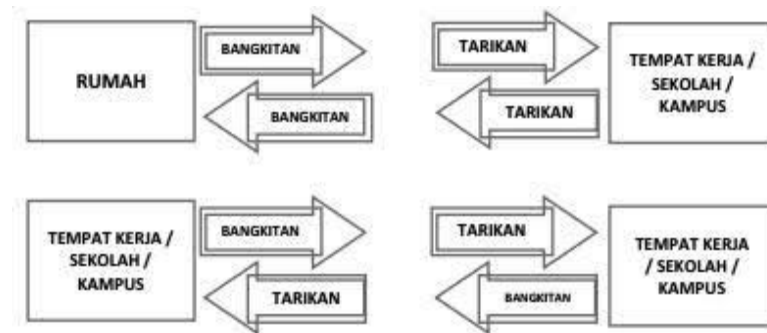 RUMAH
BANGKITAN
BANGKITAN
TARIKAN
TARIKAN
TEMPAT KERJA /
SEKOLAH /
KAMPUS
TEMPAT KERJA /
SEKOLAH /
KAMPUS
BANGKITAN
TARIKAN
TARIKAN
BANGKITAN
TEMPAT KERJA
/ SEKOLAH /
KAMPUS